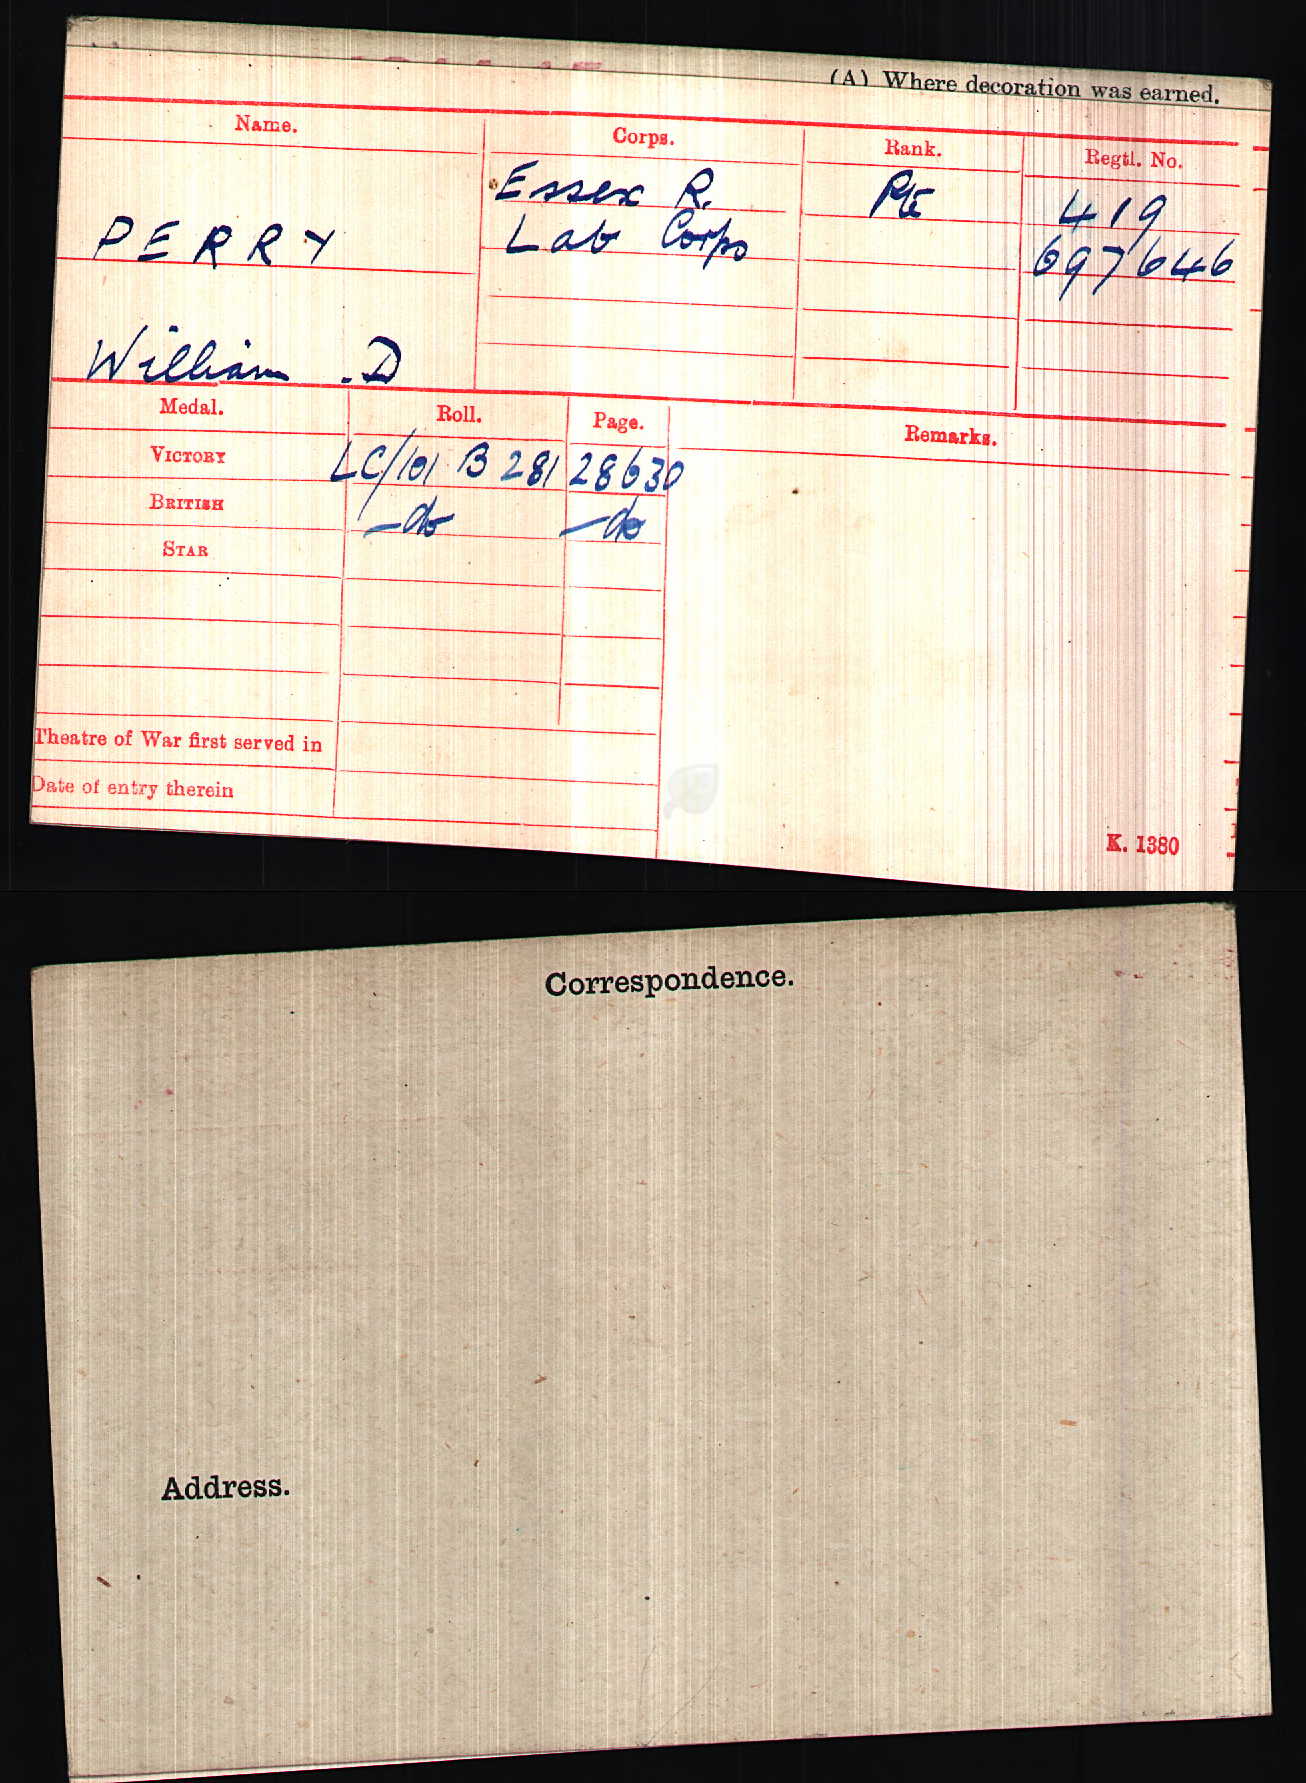 (A) Where decoration was earned.
Name. Corps. Rank. Regtl. No.
Essex R. Pte 419
PERRY Lab Corps 697646
William .D
Medal. Roll. Page. Remarks.
VICTORY LC/101 B 281 28630
BRITISH —do —do
STAR
Theatre of War first served in
Date of entry therein
K. 1380
Correspondence.
Address.